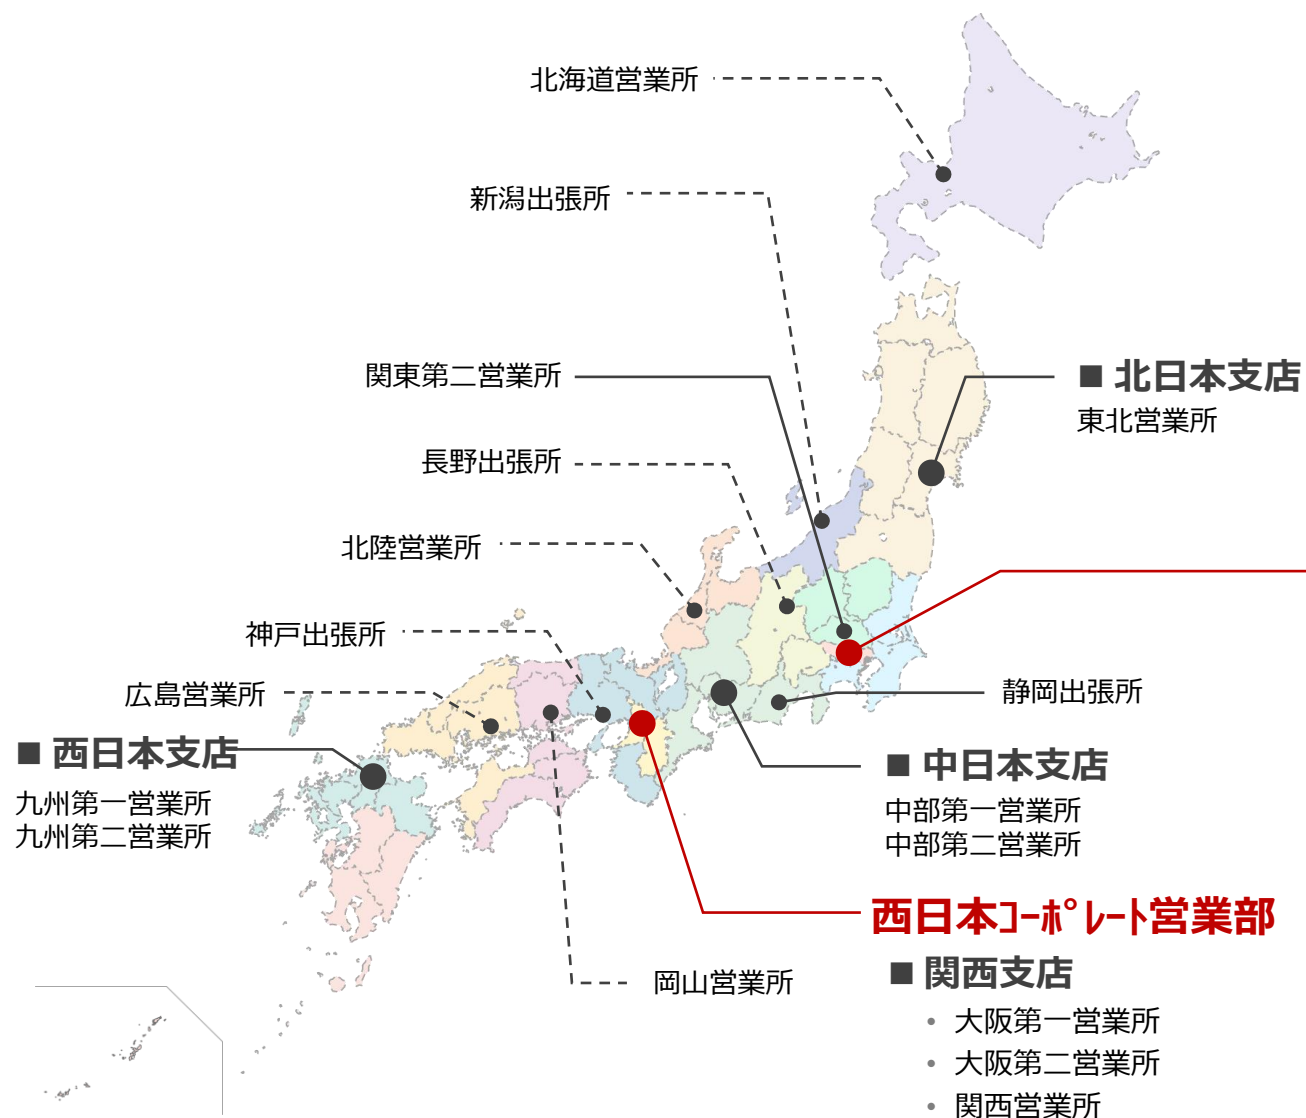 北海道営業所
新潟出張所
関東第二営業所
■ 北日本支店
東北営業所
長野出張所
北陸営業所
神戸出張所
広島営業所
静岡出張所
■ 西日本支店
九州第一営業所
九州第二営業所
■ 中日本支店
中部第一営業所
中部第二営業所
西日本ｺｰﾎﾟﾚｰﾄ営業部
■ 関西支店
岡山営業所
• 大阪第一営業所
• 大阪第二営業所
• 関西営業所